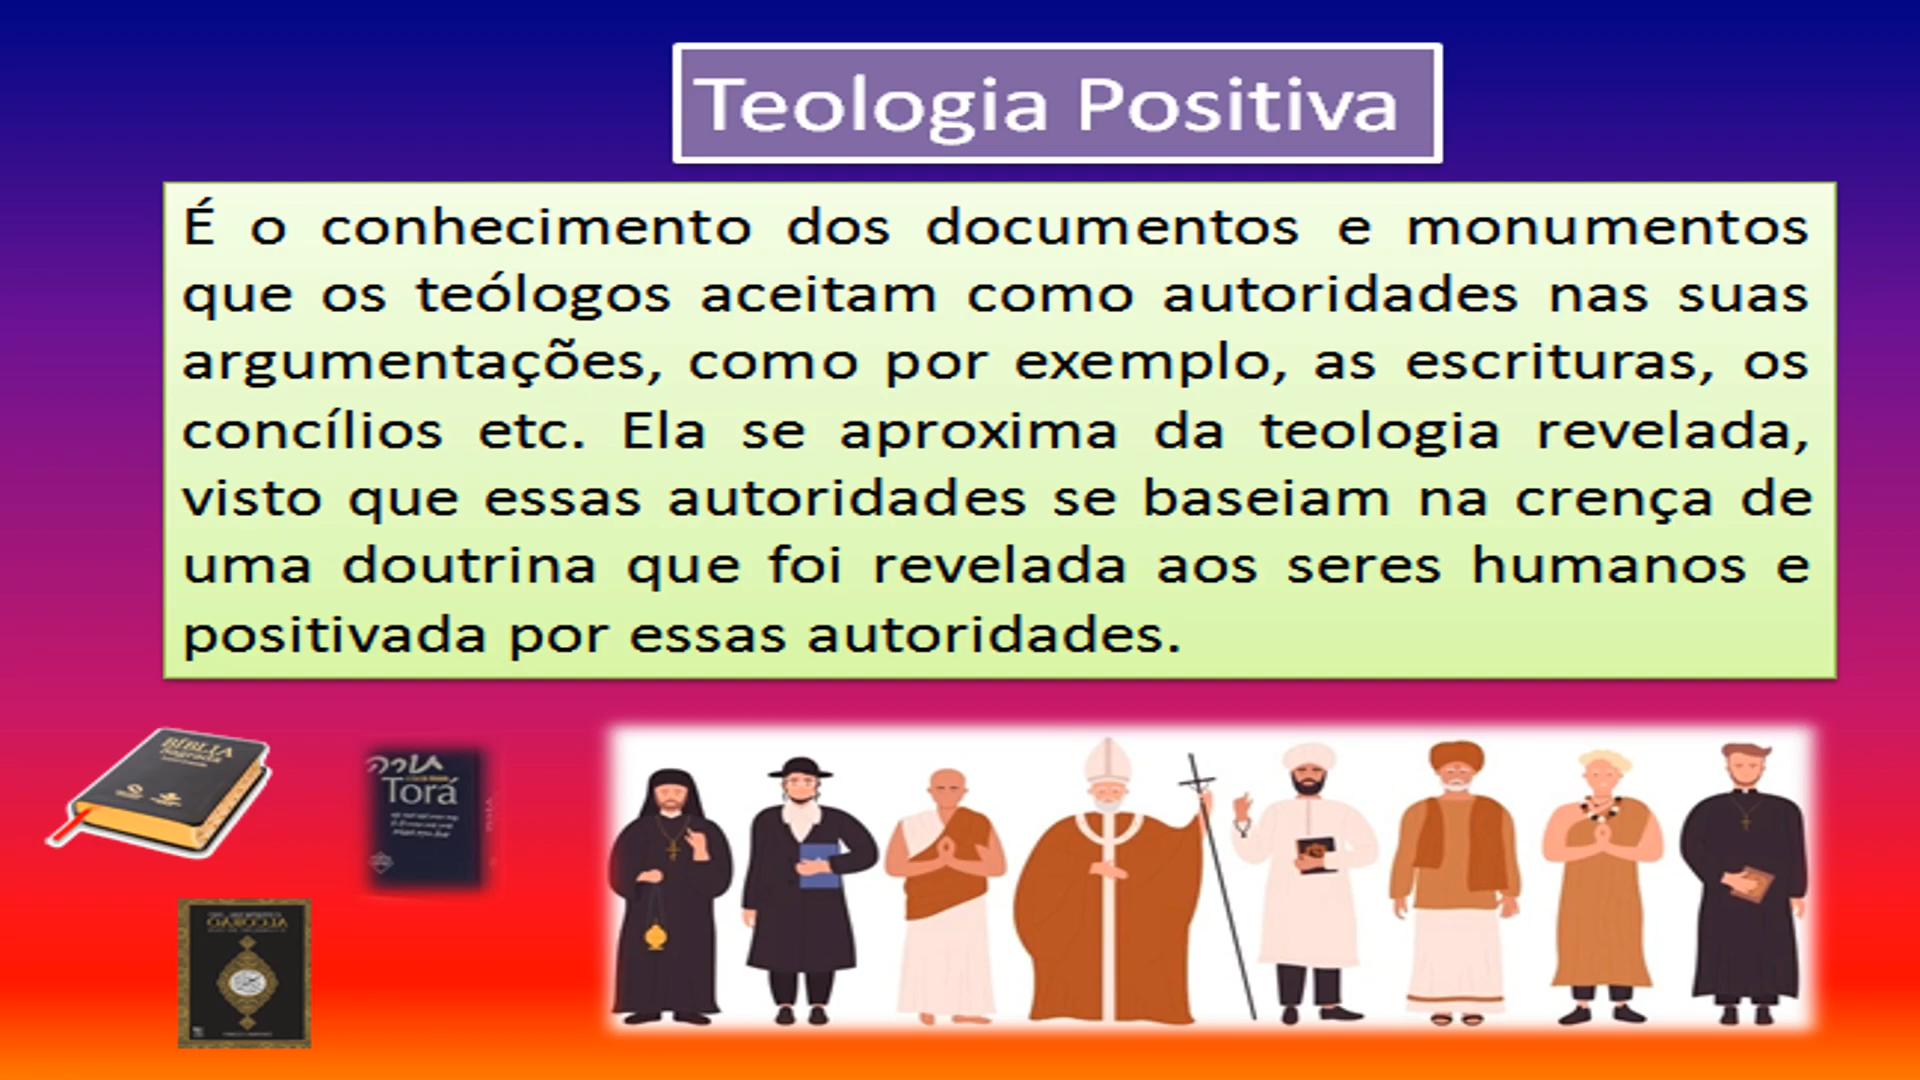 Teologia Positiva
É o conhecimento dos documentos e monumentos
que os teólogos aceitam como autoridades nas suas
argumentações, como por exemplo, as escrituras, os
concílios etc. Ela se aproxima da teologia revelada,
visto que essas autoridades se baseiam na crença de
uma doutrina que foi revelada aos seres humanos e
positivada por essas autoridades.
BÍBLIA
Sagrada
תורה
Torá
ALCORÃO